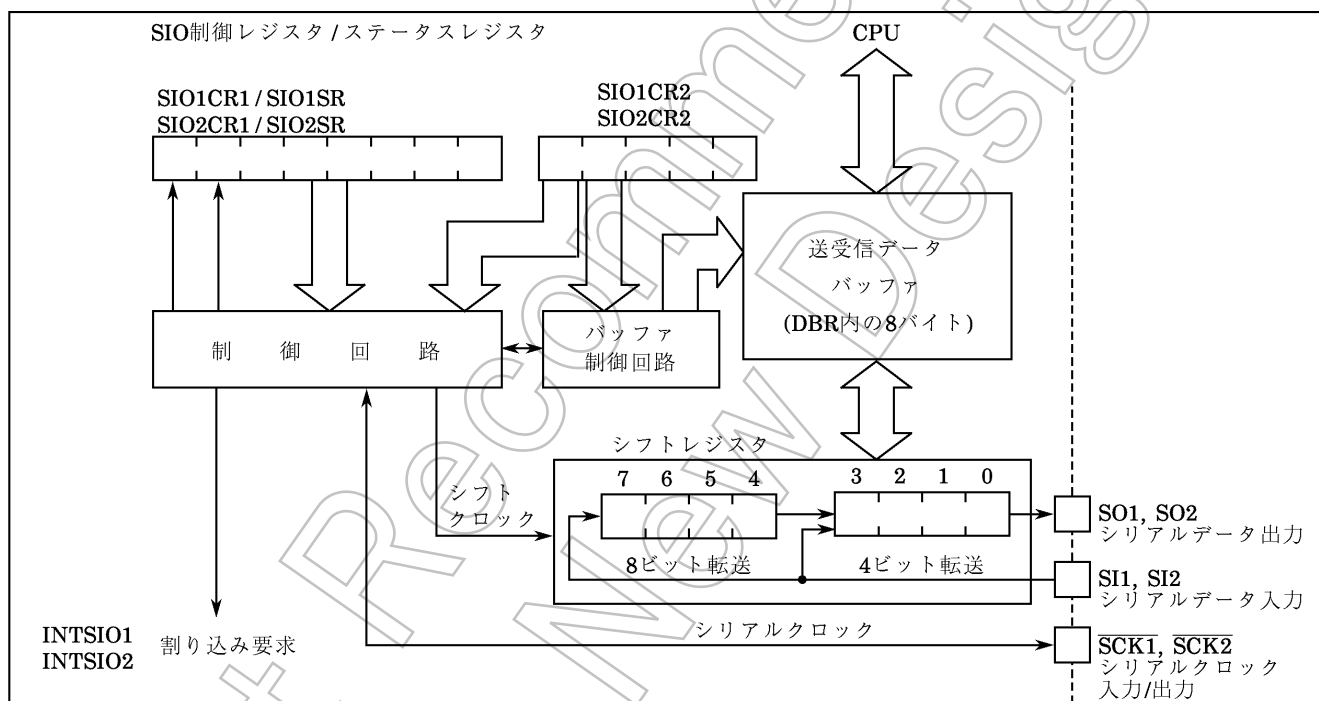 SIO制御レジスタ/ステータスレジスタ
CPU
SIO1CR1/SIO1SR
SIO2CR1/SIO2SR
SIO1CR2
SIO2CR2
送受信データ
バッファ
(DBR内の8バイト)
制 御 回 路
バッファ
制御回路
シフトレジスタ
7 6 5 4
3 2 1 0
シフト
クロック
8ビット転送
4ビット転送
SO1, SO2
シリアルデータ出力
SI1, SI2
シリアルデータ入力
INTSIO1
INTSIO2
割り込み要求
シリアルクロック
SCK1, SCK2
シリアルクロック
入力/出力
Recomme
New Desig